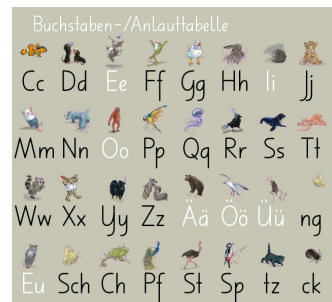 Buchstaben-/Anlauttabelle
Cc Dd Ee Ff Gg Hh Ii Jj
Mm Nn Oo Pp Qq Rr Ss Tt
Ww Xx Yy Zz Ää Öö Üü ng
Eu Sch Ch Pf St Sp tz ck